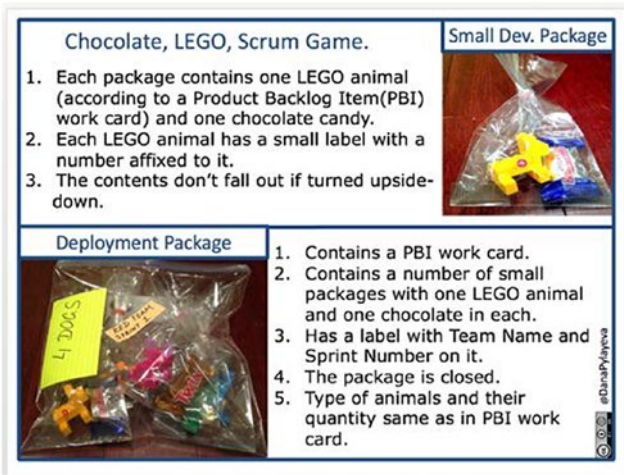 Chocolate, LEGO, Scrum Game.
Small Dev. Package
1. Each package contains one LEGO animal
(according to a Product Backlog Item(PBI)
work card) and one chocolate candy.
2. Each LEGO animal has a small label with a
number affixed to it.
3. The contents don't fall out if turned upside-
down.
Deployment Package
4 DOGS
RED TEAM
SPRINT 1
1. Contains a PBI work card.
2. Contains a number of small
packages with one LEGO animal
and one chocolate in each.
3. Has a label with Team Name and
Sprint Number on it.
4. The package is closed.
5. Type of animals and their
quantity same as in PBI work
card.
@DanaPylayeva